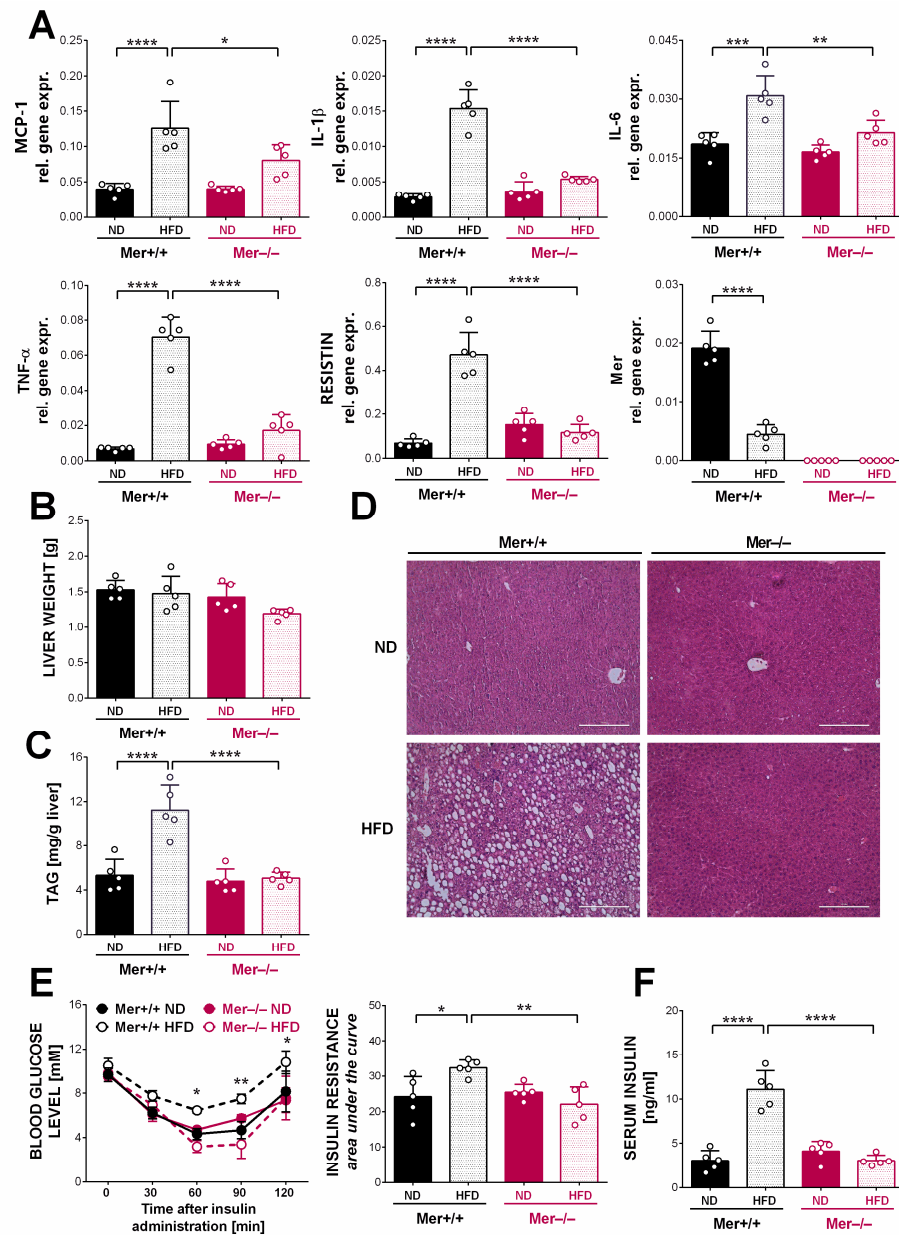 A
MCP-1
rel. gene expr.
0.25
0.20
0.15
0.10
0.05
0.00
****
*
ND
HFD
ND
HFD
Mer+/+
Mer–/–
IL-1β
rel. gene expr.
0.020
0.015
0.010
0.005
0.000
****
****
ND
HFD
ND
HFD
Mer+/+
Mer–/–
IL-6
rel. gene expr.
0.045
0.030
0.015
0.000
***
**
ND
HFD
ND
HFD
Mer+/+
Mer–/–
TNF-α
rel. gene expr.
0.10
0.08
0.06
0.04
0.02
0.00
****
****
ND
HFD
ND
HFD
Mer+/+
Mer–/–
RESISTIN
rel. gene expr.
0.8
0.6
0.4
0.2
0.0
****
****
ND
HFD
ND
HFD
Mer+/+
Mer–/–
Mer
rel. gene expr.
0.03
0.02
0.01
0.00
****
ND
HFD
ND
HFD
Mer+/+
Mer–/–
B
LIVER WEIGHT [g]
2.5
2.0
1.5
1.0
0.5
0.0
ND
HFD
ND
HFD
Mer+/+
Mer–/–
C
TAG [mg/g liver]
16
12
8
4
0
****
****
ND
HFD
ND
HFD
Mer+/+
Mer–/–
D
Mer+/+
Mer–/–
ND
HFD
E
Mer+/+ ND
Mer–/– ND
Mer+/+ HFD
Mer–/– HFD
BLOOD GLUCOSE
LEVEL [mM]
16
12
8
4
0
*
**
*
0
30
60
90
120
Time after insulin
administration [min]
INSULIN RESISTANCE
area under the curve
50
40
30
20
10
0
*
**
ND
HFD
ND
HFD
Mer+/+
Mer–/–
F
SERUM INSULIN
[ng/ml]
20
15
10
5
0
****
****
ND
HFD
ND
HFD
Mer+/+
Mer–/–